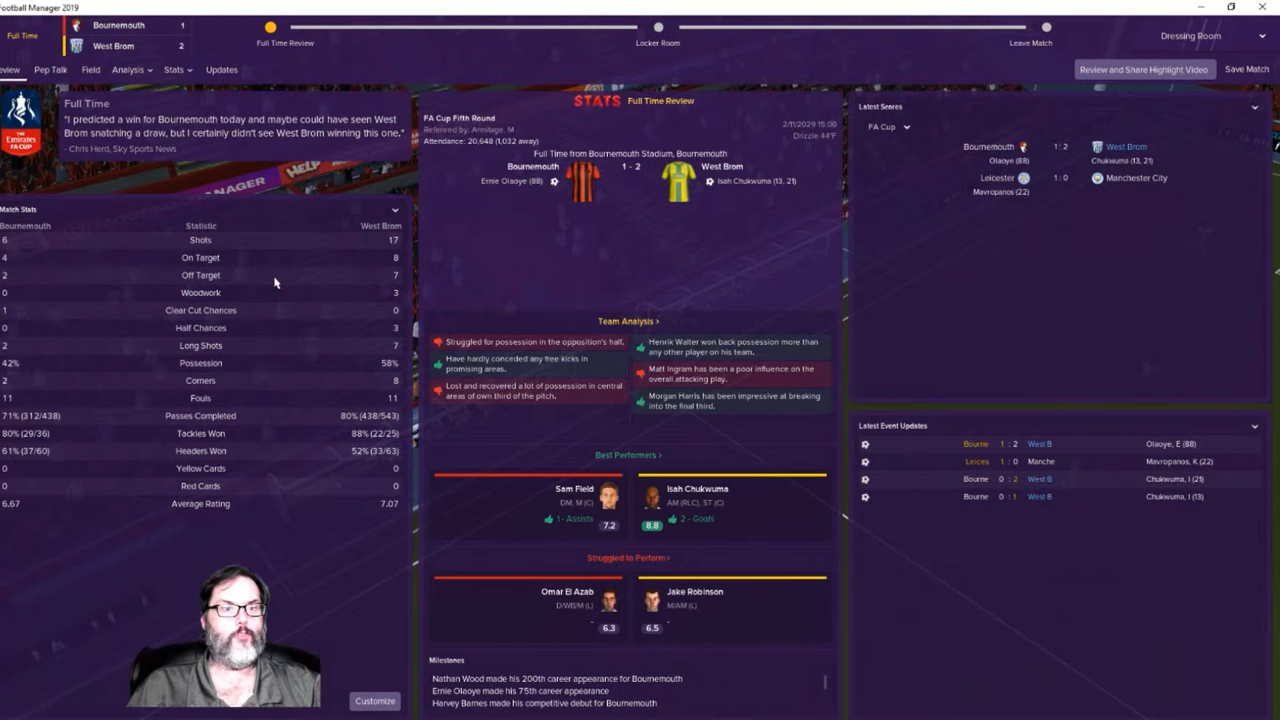 Football Manager 2019
Full Time
Bournemouth 1
West Brom 2
Full Time Review
Locker Room
Leave Match
Dressing Room
Pep Talk
Field
Analysis
Stats
Updates
Review and Share Highlight Video
Save Match
THE
Emirates
FA CUP
Full Time
"I predicted a win for Bournemouth today and maybe could have seen West
Brom snatching a draw, but I certainly didn't see West Brom winning this one."
- Chris Herd, Sky Sports News
MANAGER
HELP
Match Stats
Bournemouth Statistic West Brom
6 Shots 17
4 On Target 8
2 Off Target 7
0 Woodwork 3
1 Clear Cut Chances 0
0 Half Chances 3
2 Long Shots 7
42% Possession 58%
2 Corners 8
11 Fouls 11
71% (312/438) Passes Completed 80% (438/543)
80% (29/36) Tackles Won 88% (22/25)
61% (37/60) Headers Won 52% (33/63)
0 Yellow Cards 0
0 Red Cards 0
6.67 Average Rating 7.07
Customize
STATS Full Time Review
FA Cup Fifth Round
Refereed by: Armitage, M
Attendance: 20,648 (1,032 away)
2/11/2029 15:00
Drizzle 44°F
Full Time from Bournemouth Stadium, Bournemouth
Bournemouth 1 - 2 West Brom
Ernie Olaoye (88)
Isah Chukwuma (13, 21)
Team Analysis >
Struggled for possession in the opposition's half.
Have hardly conceded any free kicks in
promising areas.
Lost and recovered a lot of possession in central
areas of own third of the pitch.
Henrik Walter won back possession more than
any other player on his team.
Matt Ingram has been a poor influence on the
overall attacking play.
Morgan Harris has been impressive at breaking
into the final third.
Best Performers >
Sam Field
DM, M (C)
1 - Assists
7.2
Isah Chukwuma
AM (RLC), ST (C)
2 - Goals
8.8
Struggled to Perform >
Omar El Azab
D/WB/M (L)
-
6.3
Jake Robinson
M/AM (L)
-
6.5
Milestones
Nathan Wood made his 200th career appearance for Bournemouth
Ernie Olaoye made his 75th career appearance
Harvey Barnes made his competitive debut for Bournemouth
Latest Scores
FA Cup
Bournemouth 1:2 West Brom
Olaoye (88) Chukwuma (13, 21)
Leicester 1:0 Manchester City
Mavropanos (22)
Latest Event Updates
Bourne 1 : 2 West B Olaoye, E (88)
Leices 1 : 0 Manche Mavropanos, K (22)
Bourne 0 : 2 West B Chukwuma, I (21)
Bourne 0 : 1 West B Chukwuma, I (13)